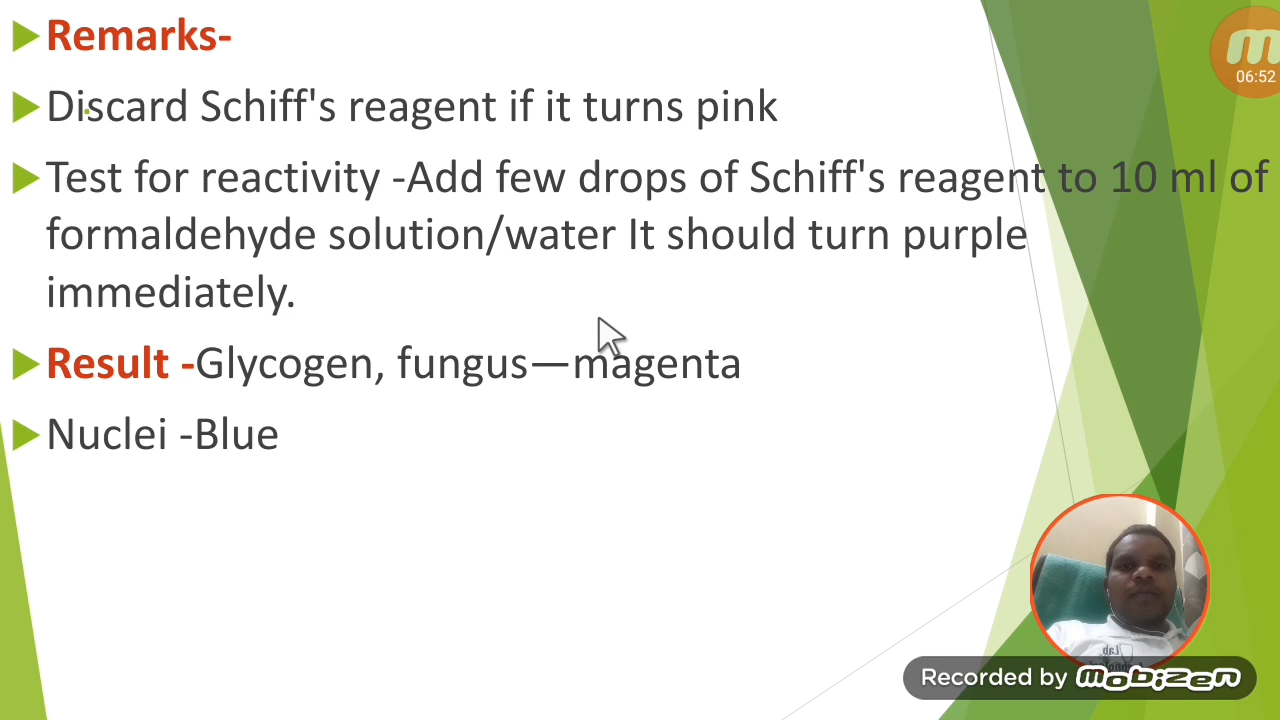 Remarks-
Discard Schiff's reagent if it turns pink
Test for reactivity -Add few drops of Schiff's reagent to 10 ml of
formaldehyde solution/water It should turn purple
immediately.
Result -Glycogen, fungus—magenta
Nuclei -Blue
06:52
Lab
Recorded by mobizen